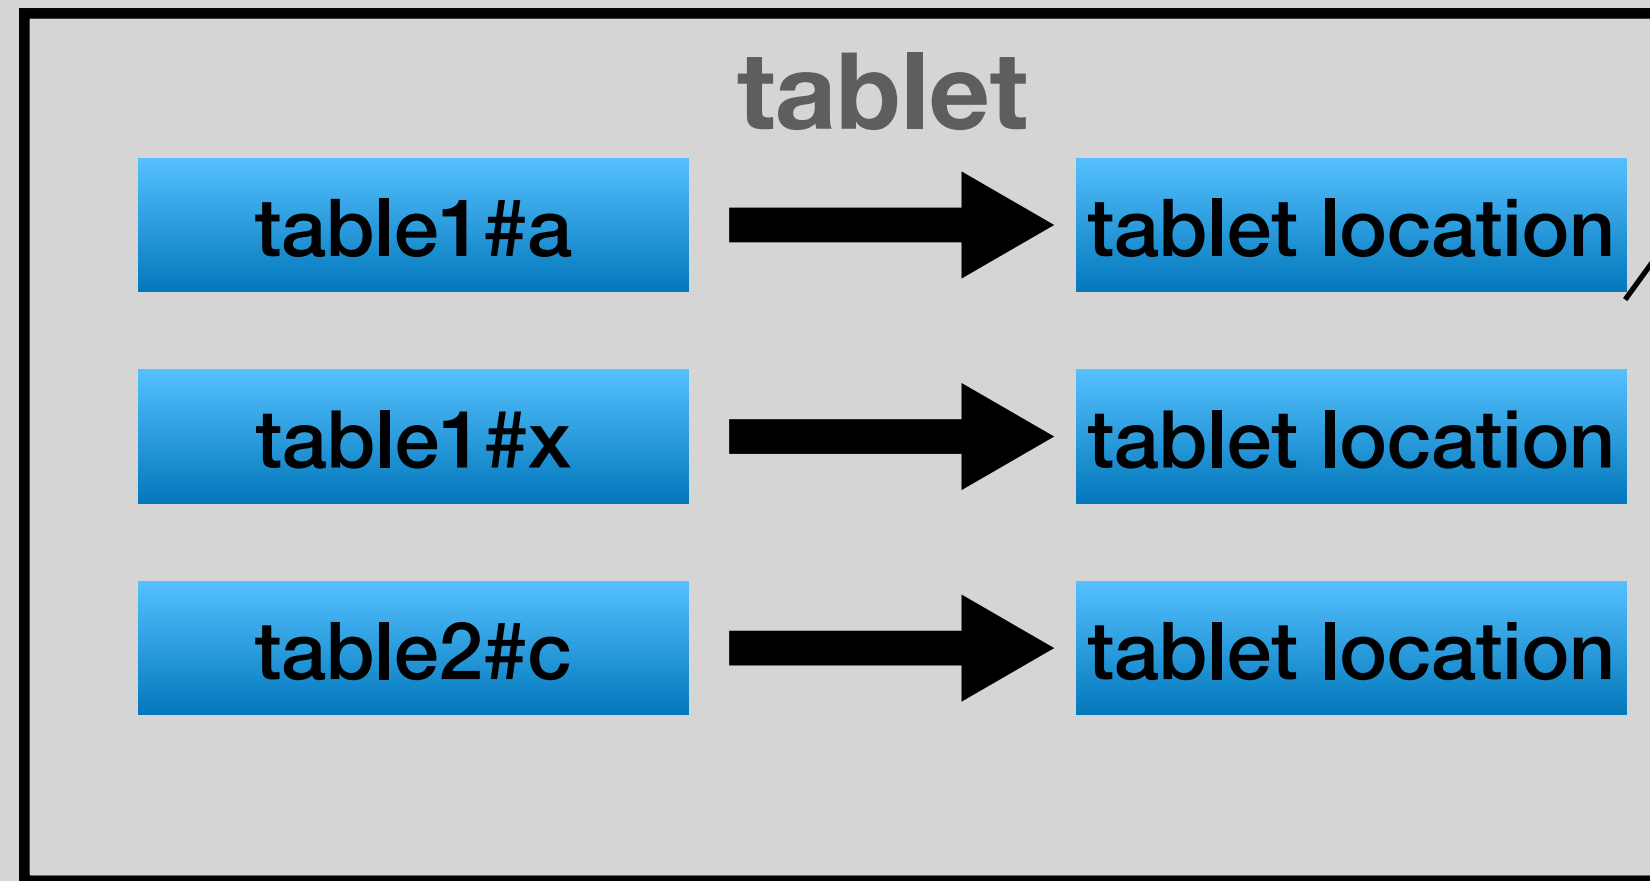 tablet
table1#a tablet location
table1#x tablet location
table2#c tablet location